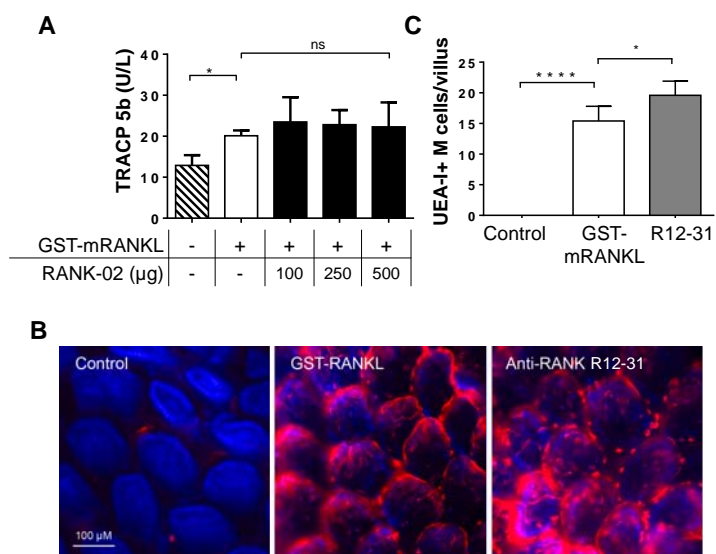 A
TRACP 5b (U/L)
40
30
20
10
0
*
ns
GST-mRANKL - + + + +
RANK-02 (µg) - - 100 250 500
C
UEA-I+ M cells/villus
25
20
15
10
5
0
* * * *
*
Control GST-mRANKL R12-31
B
Control
GST-RANKL
Anti-RANK R12-31
100 µM